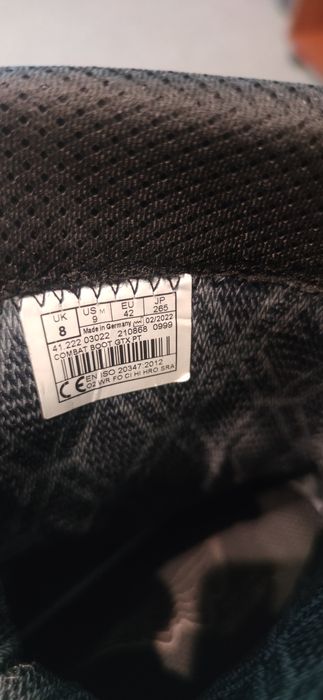 UK US M EU JP
8 9 42 265
Made in Germany 02/2022
41.222.03022 210868 0999
COMBAT BOOT GTX PT
CE EN ISO 20347:2012
O2 WR FO CI HI HRO SRA